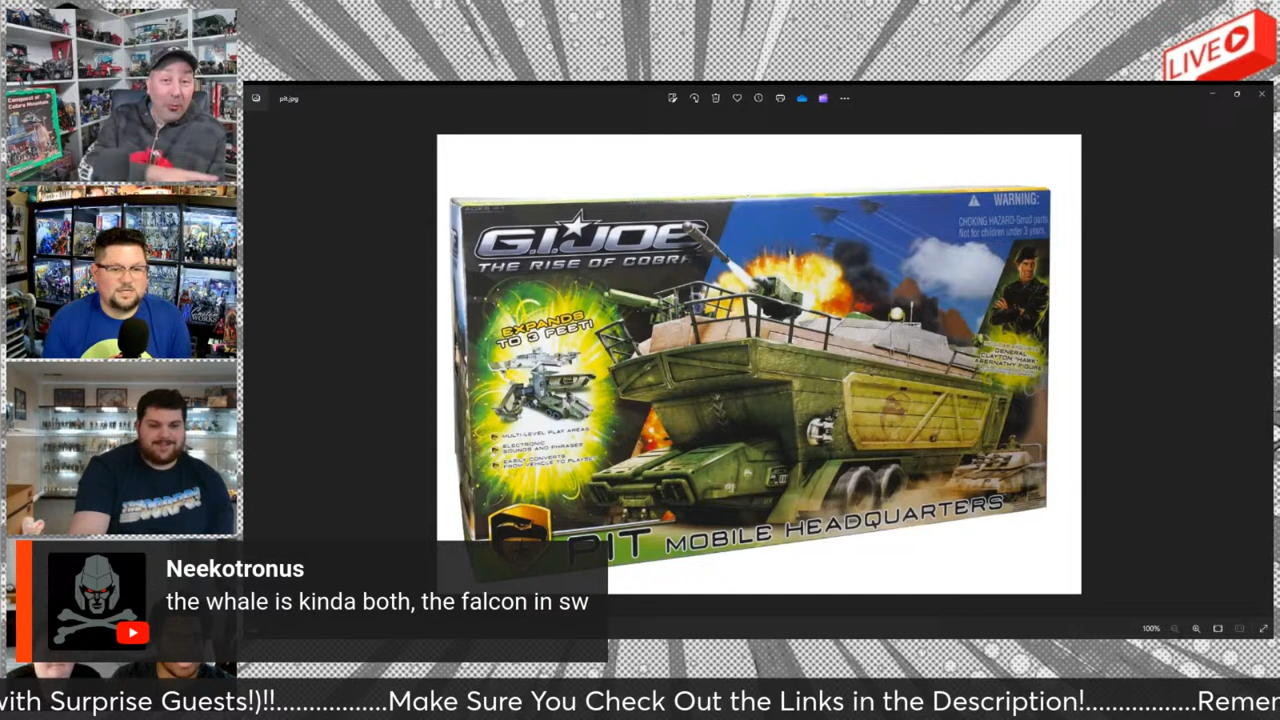 LIVE
pit.jpg
WARNING:
CHOKING HAZARD-Small parts
Not for children under 3 years.
G.I. JOE
THE RISE OF COBRA
EXPANDS
TO 3 FEET!
GENERAL
CLAYTON "HAWK"
ABERNATHY FIGURE
MULTI-LEVEL PLAY AREAS
ELECTRONIC
SOUNDS AND PHRASES
EASILY CONVERTS
FROM VEHICLE TO PLAYSET
PIT MOBILE HEADQUARTERS
Neekotronus
the whale is kinda both, the falcon in sw
100%
with Surprise Guests!)!!.................Make Sure You Check Out the Links in the Description!.................Remer